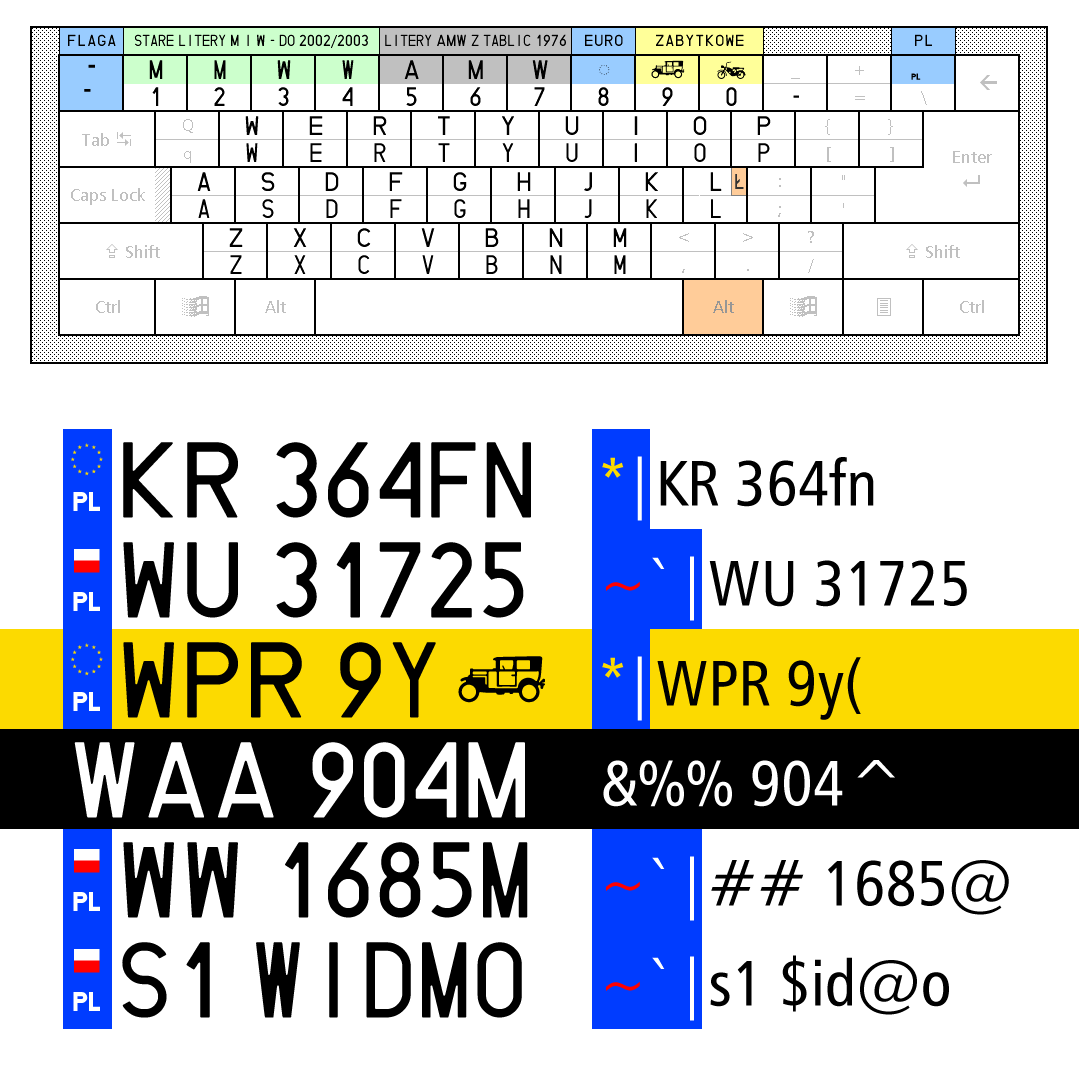 FLAGA STARE LITERY M I W - DO 2002/2003 LITERY AMW Z TABLIC 1976 EURO ZABYTKOWE PL
- M M W W A M W _ + PL
- 1 2 3 4 5 6 7 8 9 0 - = \
Tab Q W E R T Y U I O P { }
q W E R T Y U I O P [ ] Enter
Caps Lock A S D F G H J K L Ł : "
A S D F G H J K L ; '
Shift Z X C V B N M < > ? Shift
Z X C V B N M , . /
Ctrl Alt Alt Ctrl
PL KR 364FN *|KR 364fn
PL WU 31725 ~`|WU 31725
PL WPR 9Y *|WPR 9y(
WAA 904M &%% 904^
PL WW 1685M ~`|## 1685@
PL S1 WIDMO ~`|s1 $id@o